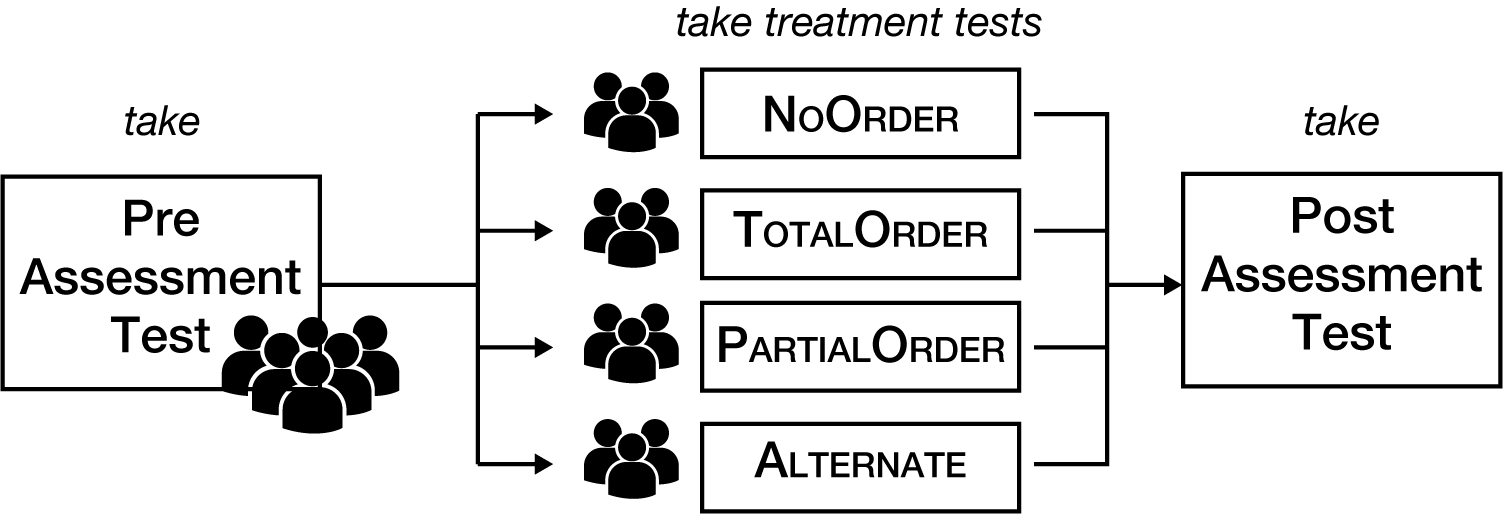 take
Pre
Assessment
Test
take treatment tests
NoOrder
TotalOrder
PartialOrder
Alternate
take
Post
Assessment
Test